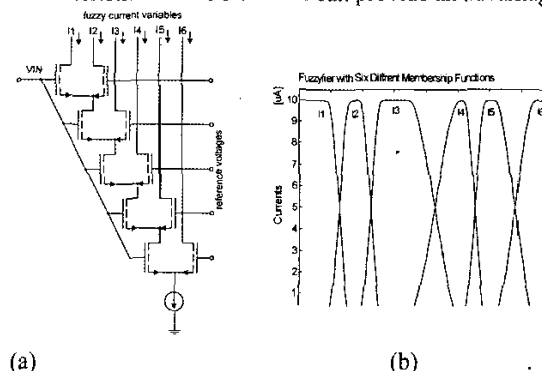 fuzzy current variables
I1 I2 I3 I4 I5 I6
VIN
reference voltages
(a)
Fuzzyfier with Six Diffrent Membership Functions
[uA]
10
9
8
7
6
5
4
3
2
1
Currents
I1 I2 I3 I4 I5 I6
(b)